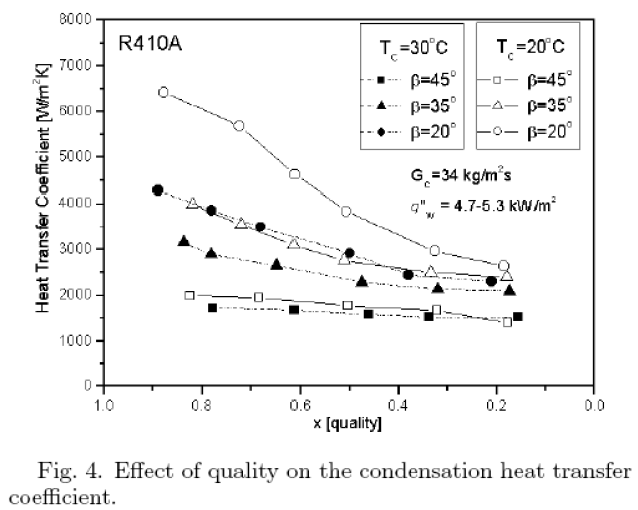 R410A
T_c=30°C T_c=20°C
β=45° β=45°
β=35° β=35°
β=20° β=20°
G_c=34 kg/m²s
q"_w = 4.7-5.3 kW/m²
Heat Transfer Coefficient [W/m²K]
8000
7000
6000
5000
4000
3000
2000
1000
0
1.0 0.8 0.6 0.4 0.2 0.0
x [quality]
Fig. 4. Effect of quality on the condensation heat transfer
coefficient.